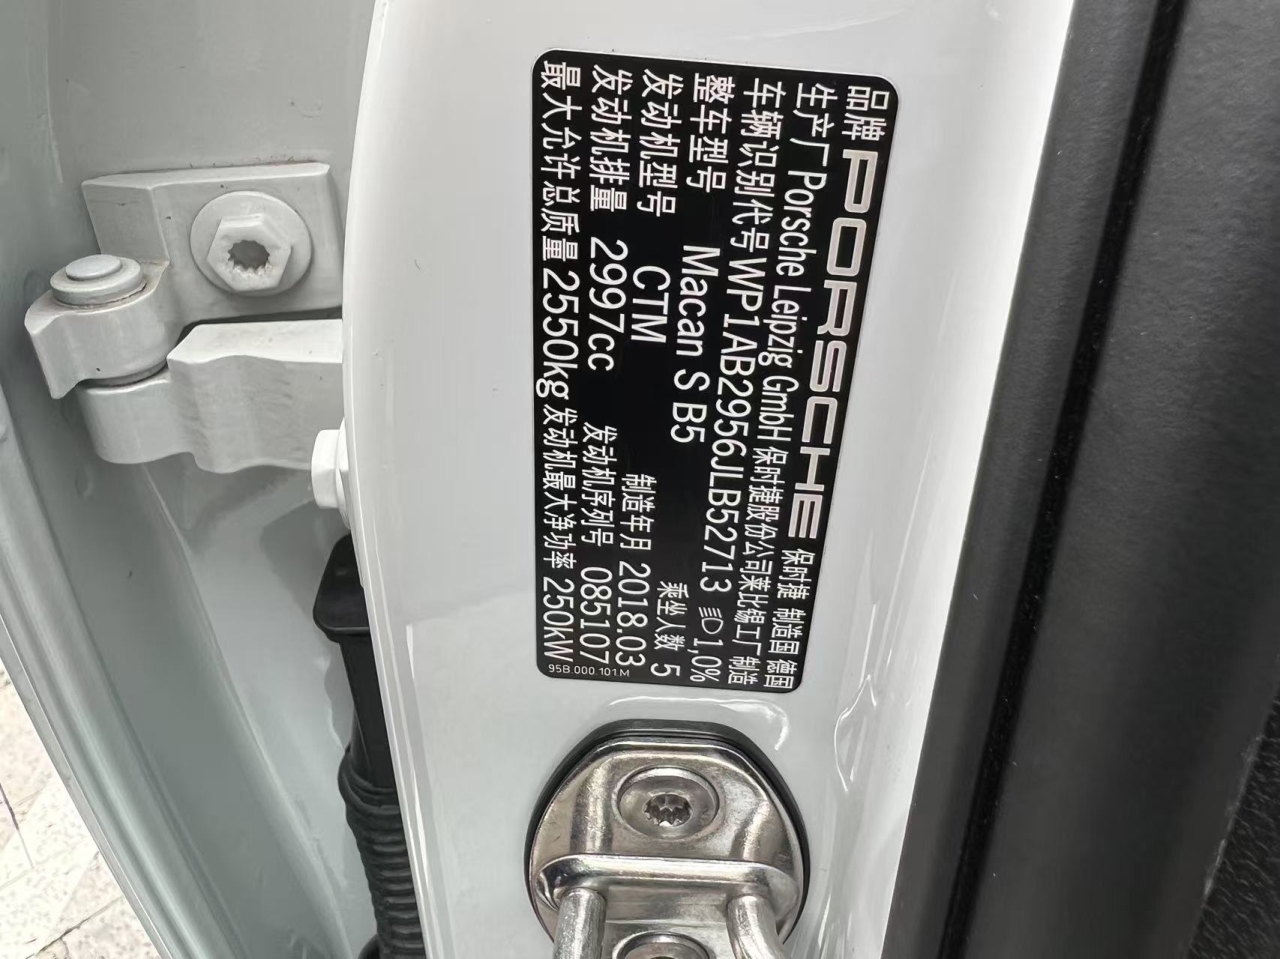 品牌 PORSCHE 保时捷 制造国 德国
生产厂 Porsche Leipzig GmbH 保时捷股份公司莱比锡工厂 制造
车辆识别代号 WP1AB2956JLB52713 1,0%
整车型号 Macan S B5 乘坐人数 5
发动机型号 CTM 制造年月 2018.03
发动机排量 2997cc 发动机序列号 085107
最大允许总质量 2550kg 发动机最大净功率 250kW
95B.000.101.M